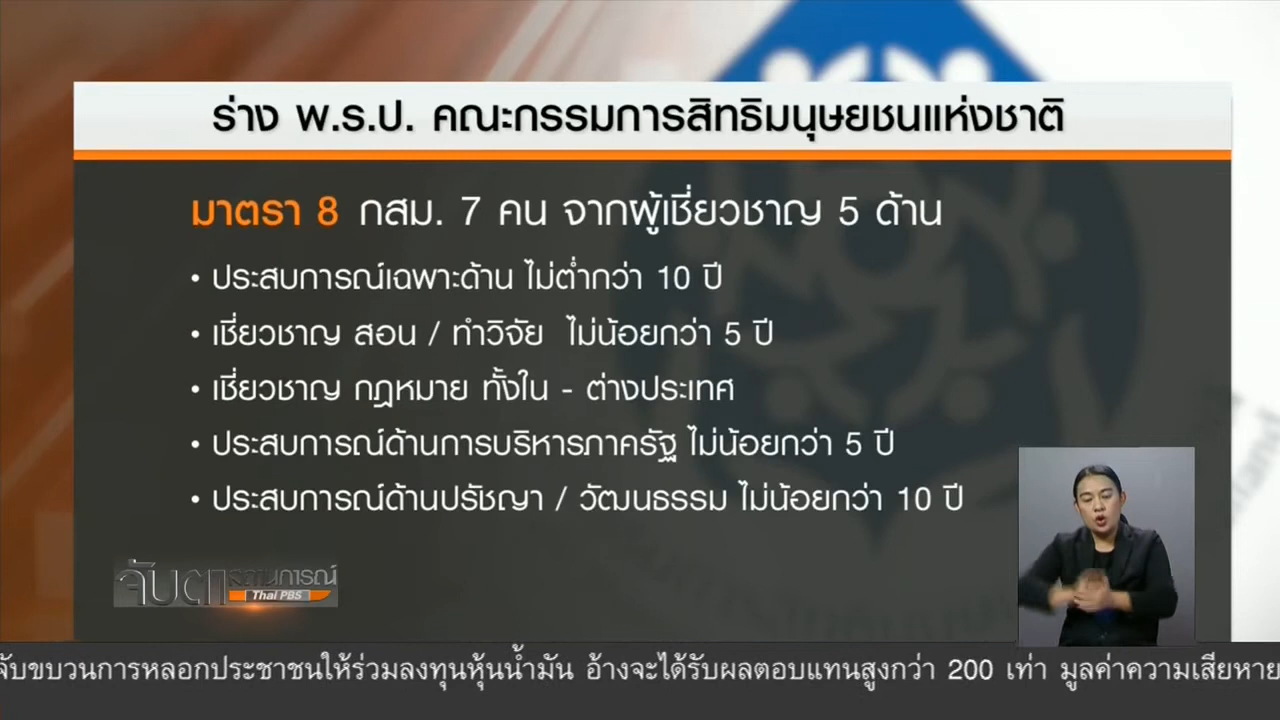 ร่าง พ.ร.ป. คณะกรรมการสิทธิมนุษยชนแห่งชาติ
มาตรา 8 กสม. 7 คน จากผู้เชี่ยวชาญ 5 ด้าน
• ประสบการณ์เฉพาะด้าน ไม่ต่ำกว่า 10 ปี
• เชี่ยวชาญ สอน / ทำวิจัย ไม่น้อยกว่า 5 ปี
• เชี่ยวชาญ กฎหมาย ทั้งใน - ต่างประเทศ
• ประสบการณ์ด้านการบริหารภาครัฐ ไม่น้อยกว่า 5 ปี
• ประสบการณ์ด้านปรัชญา / วัฒนธรรม ไม่น้อยกว่า 10 ปี
จับตาสถานการณ์
Thai PBS
จับขบวนการหลอกประชาชนให้ร่วมลงทุนหุ้นน้ำมัน อ้างจะได้รับผลตอบแทนสูงกว่า 200 เท่า มูลค่าความเสียหาย